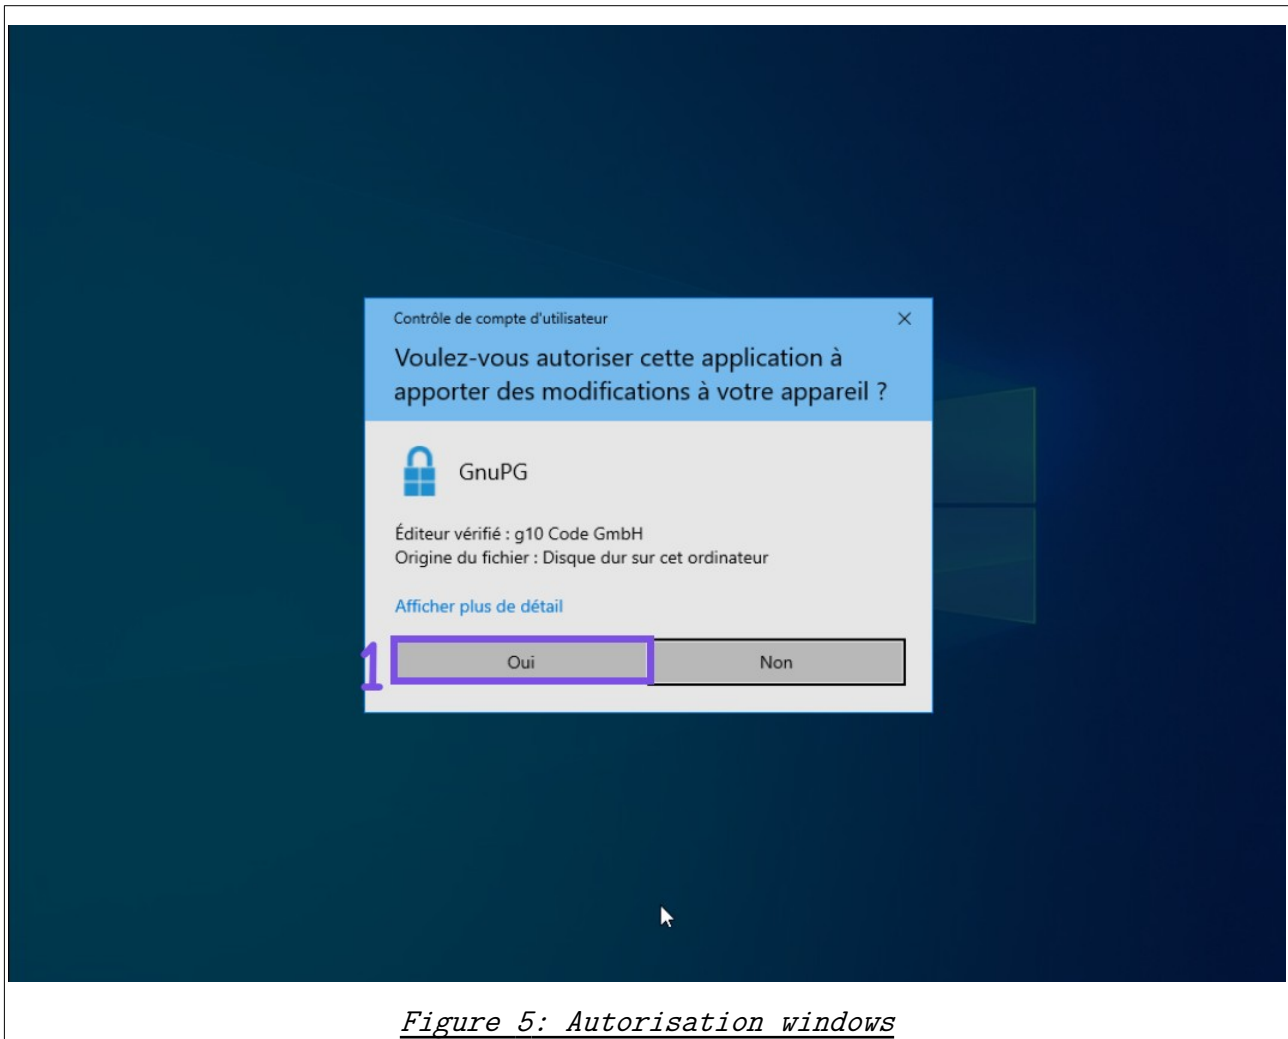 Contrôle de compte d'utilisateur
Voulez-vous autoriser cette application à
apporter des modifications à votre appareil ?
GnuPG
Éditeur vérifié : g10 Code GmbH
Origine du fichier : Disque dur sur cet ordinateur
Afficher plus de détail
1 Oui Non
Figure 5: Autorisation windows